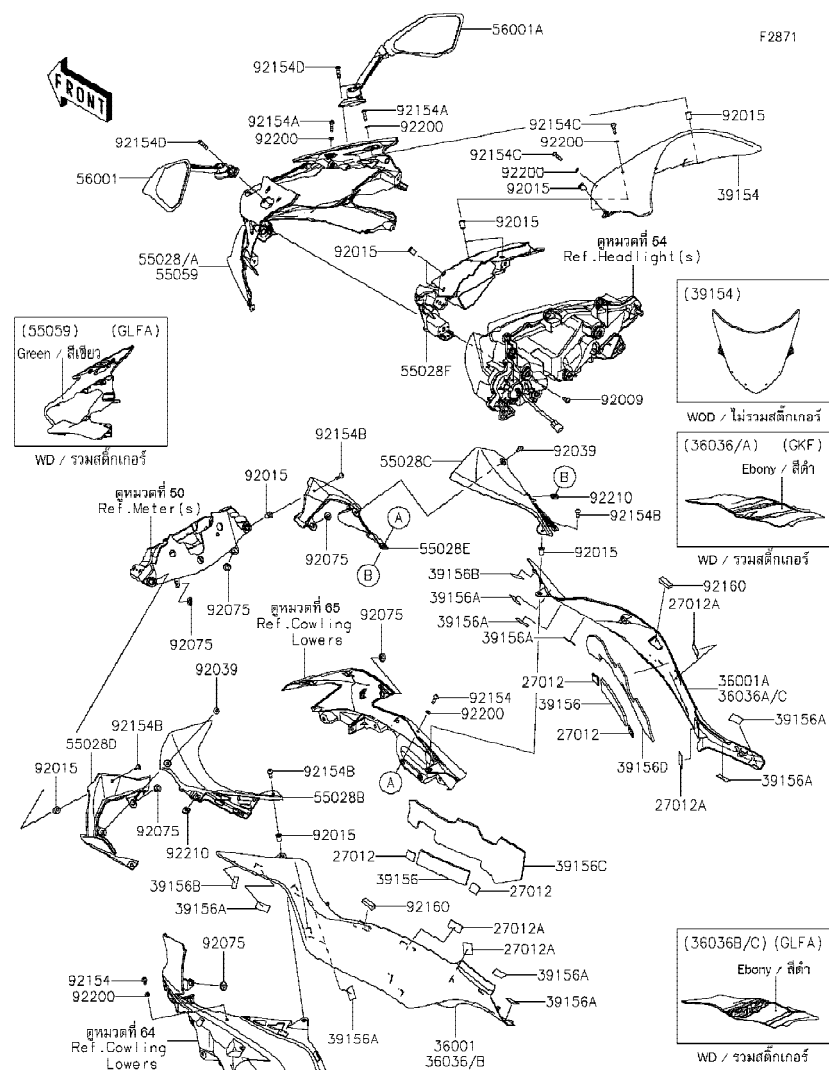 56001A
F2871
92154D
FRONT
92154A
92154A
92200
92200
92154C
92015
92154D
92200
92154C
56001
92200
92015
39154
92015
92015
ดูหมวดที่ 54
Ref.Headlight(s)
55028/A
55059
(39154)
(55059) (GLFA)
Green / สีเขียว
55028F
92009
WOD / ไม่รวมสติ๊กเกอร์
WD / รวมสติ๊กเกอร์
92154B
92039
55028C
(36036/A) (GKF)
Ebony / สีดำ
92015
B
92210
ดูหมวดที่ 50
Ref.Meter(s)
A
92154B
92075
55028E
92015
B
WD / รวมสติ๊กเกอร์
39156B
92160
92075
39156A
27012A
92075
ดูหมวดที่ 65
Ref.Cowling
Lowers
92075
39156A
39156A
92039
36001A
36036A/C
27012
92154
39156
92200
39156A
92154B
27012
55028D
39156D
39156A
92154B
A
27012A
92015
55028B
92075
92015
92210
27012
39156C
39156
27012
39156B
92160
39156A
27012A
92075
27012A
(36036B/C) (GLFA)
Ebony / สีดำ
92154
39156A
92200
39156A
ดูหมวดที่ 64
Ref.Cowling
Lowers
39156A
36001
36036/B
WD / รวมสติ๊กเกอร์